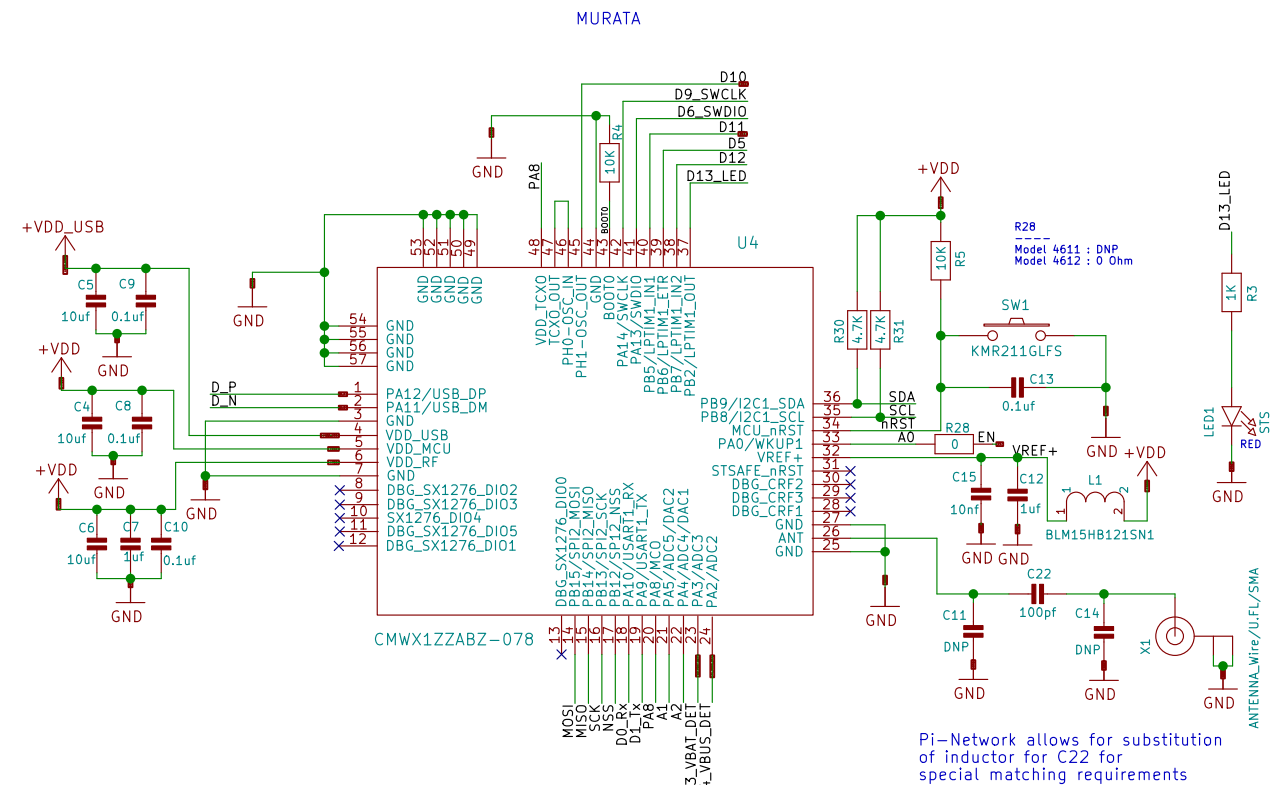 MURATA
D10
D9_SWCLK
D6_SWDIO
D11
D5
D12
D13_LED
R4
10K
GND
PA8
BOOT0
U4
53
52
51
50
49
48
47
46
45
44
43
42
41
40
39
38
37
GND
GND
GND
GND
GND
VDD_TCXO
TCXO_OUT
PH0-OSC_IN
PH1-OSC_OUT
GND
BOOT0
PA14/SWCLK
PA13/SWDIO
PB5/LPTIM1_IN1
PB6/LPTIM1_ETR
PB7/LPTIM1_IN2
PB2/LPTIM1_OUT
+VDD_USB
C5
10uf
C9
0.1uf
GND
+VDD
C4
10uf
C8
0.1uf
GND
+VDD
C6
10uf
C7
1uf
C10
0.1uf
GND
GND
GND
D_P
D_N
54 GND
55 GND
56 GND
57 GND
1 PA12/USB_DP
2 PA11/USB_DM
3 GND
4 VDD_USB
5 VDD_MCU
6 VDD_RF
7 GND
8 DBG_SX1276_DIO2
9 DBG_SX1276_DIO3
10 SX1276_DIO4
11 DBG_SX1276_DIO5
12 DBG_SX1276_DIO1
PB9/I2C1_SDA 36 SDA
PB8/I2C1_SCL 35 SCL
MCU_nRST 34 nRST
PA0/WKUP1 33 A0
VREF+ 32
STSAFE_nRST 31
DBG_CRF2 30
DBG_CRF3 29
DBG_CRF1 28
GND 27
ANT 26
GND 25
DBG_SX1276_DIO0
PB15/SPI2_MOSI
PB14/SPI2_MISO
PB13/SPI2_SCK
PB12/SPI2_NSS
PA10/USART1_RX
PA9/USART1_TX
PA8/MCO
PA5/ADC5/DAC2
PA4/ADC4/DAC1
PA3/ADC3
PA2/ADC2
13
14
15
16
17
18
19
20
21
22
23
24
CMWX1ZZABZ-078
MOSI
MISO
SCK
NSS
D0_Rx
D1_Tx
PA8
A1
A2
3_VBAT_DET
_VBUS_DET
+VDD
10K
R5
R30
4.7K
4.7K
R31
R28
----
Model 4611 : DNP
Model 4612 : 0 Ohm
SW1
KMR211GLFS
C13
0.1uf
GND
R28
0
EN
VREF+
+VDD
C15
10nf
C12
1uf
GND
GND
L1
1
1
2
2
BLM15HB121SN1
GND
C22
100pf
C11
DNP
GND
C14
DNP
GND
X1
GND
ANTENNA_Wire/U.FL/SMA
D13_LED
1K
R3
LED1
STS
RED
GND
Pi-Network allows for substitution
of inductor for C22 for
special matching requirements